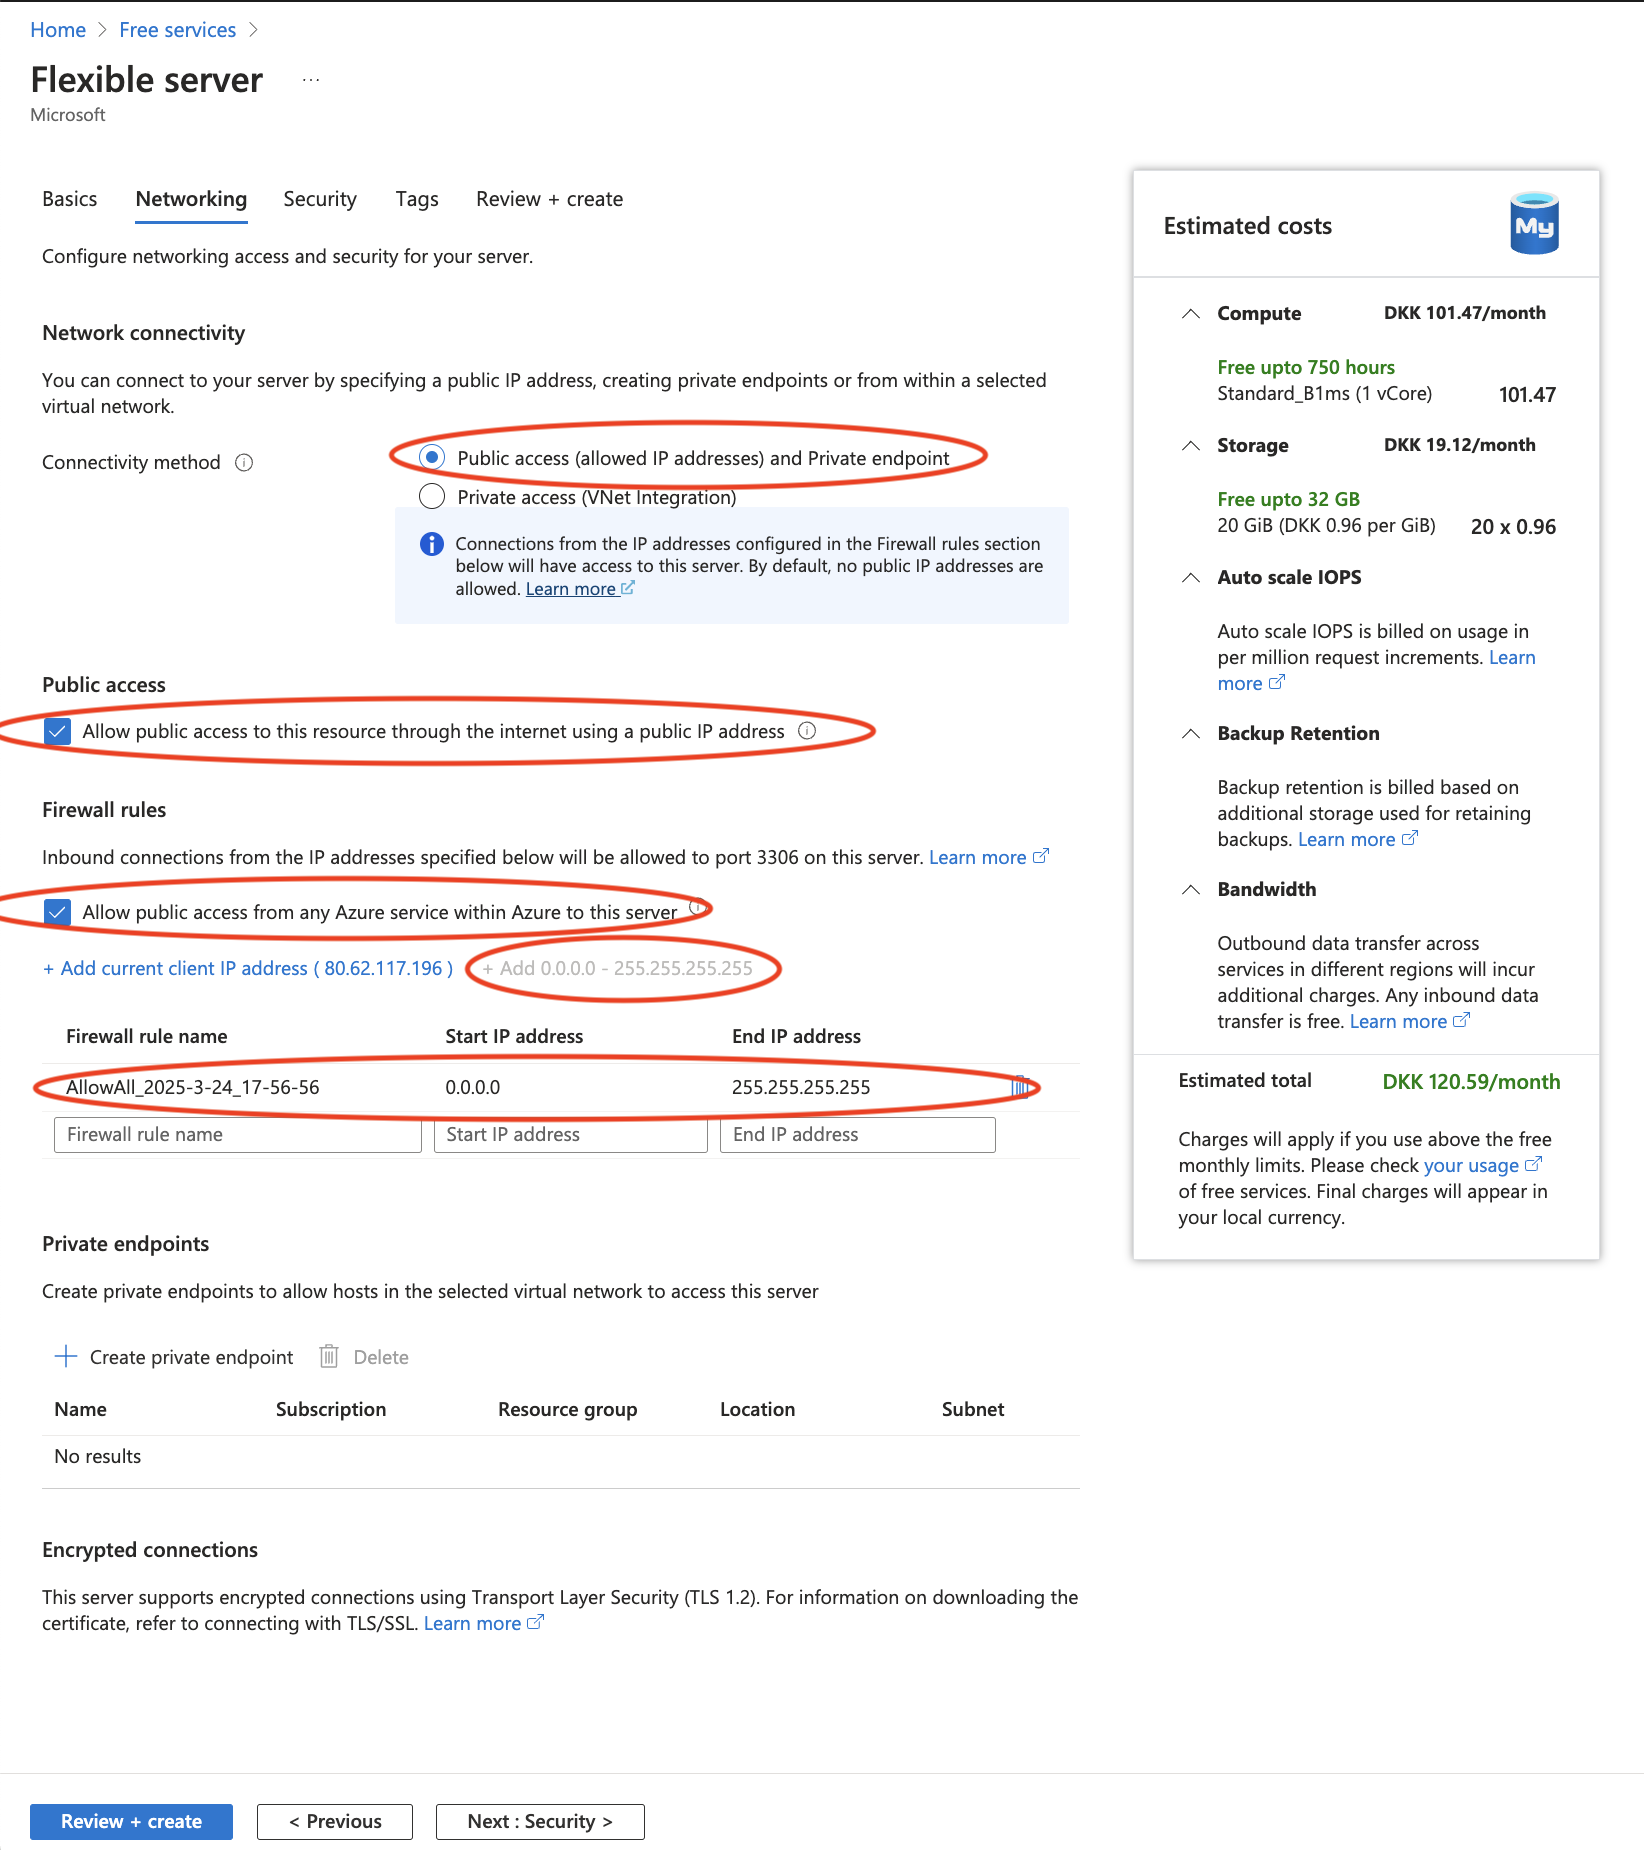 Home > Free services >
Flexible server ...
Microsoft
Basics Networking Security Tags Review + create
Configure networking access and security for your server.
Network connectivity
You can connect to your server by specifying a public IP address, creating private endpoints or from within a selected
virtual network.
Connectivity method
Public access (allowed IP addresses) and Private endpoint
Private access (VNet Integration)
Connections from the IP addresses configured in the Firewall rules section
below will have access to this server. By default, no public IP addresses are
allowed. Learn more
Public access
Allow public access to this resource through the internet using a public IP address
Firewall rules
Inbound connections from the IP addresses specified below will be allowed to port 3306 on this server. Learn more
Allow public access from any Azure service within Azure to this server
+ Add current client IP address ( 80.62.117.196 ) + Add 0.0.0.0 - 255.255.255.255
Firewall rule name Start IP address End IP address
AllowAll_2025-3-24_17-56-56 0.0.0.0 255.255.255.255
Firewall rule name Start IP address End IP address
Private endpoints
Create private endpoints to allow hosts in the selected virtual network to access this server
Create private endpoint Delete
Name Subscription Resource group Location Subnet
No results
Encrypted connections
This server supports encrypted connections using Transport Layer Security (TLS 1.2). For information on downloading the
certificate, refer to connecting with TLS/SSL. Learn more
Review + create < Previous Next : Security >
Estimated costs
My
Compute DKK 101.47/month
Free upto 750 hours
Standard_B1ms (1 vCore) 101.47
Storage DKK 19.12/month
Free upto 32 GB
20 GiB (DKK 0.96 per GiB) 20 x 0.96
Auto scale IOPS
Auto scale IOPS is billed on usage in
per million request increments. Learn
more
Backup Retention
Backup retention is billed based on
additional storage used for retaining
backups. Learn more
Bandwidth
Outbound data transfer across
services in different regions will incur
additional charges. Any inbound data
transfer is free. Learn more
Estimated total DKK 120.59/month
Charges will apply if you use above the free
monthly limits. Please check your usage
of free services. Final charges will appear in
your local currency.